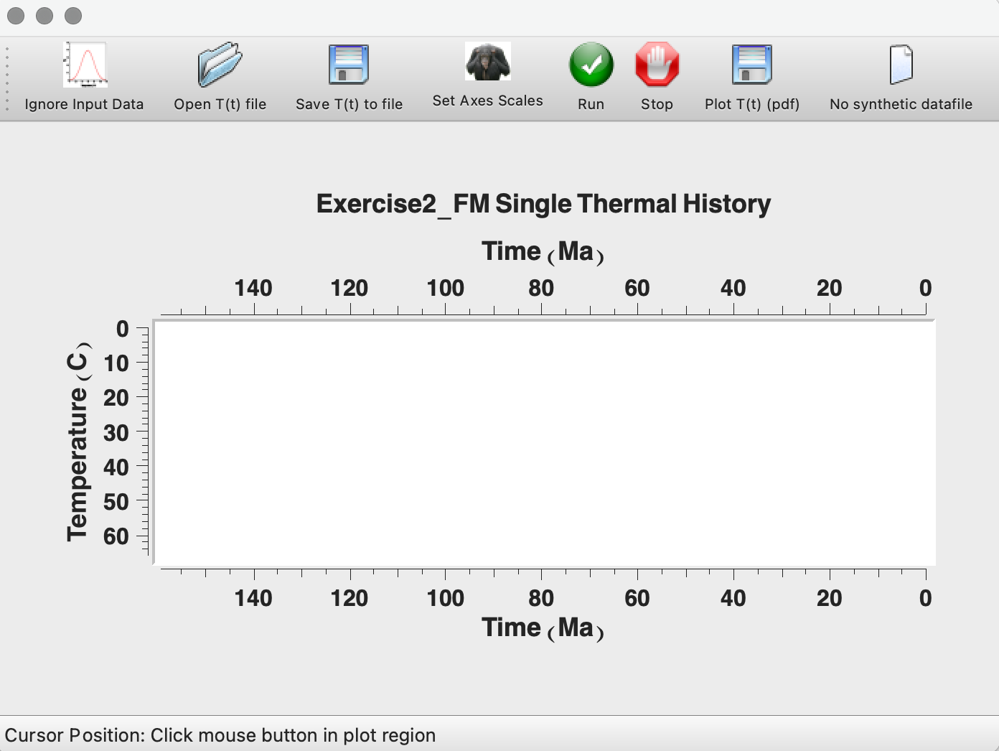 Ignore Input Data Open T(t) file Save T(t) to file Set Axes Scales Run Stop Plot T(t) (pdf) No synthetic datafile
Exercise2_FM Single Thermal History
Time (Ma)
140 120 100 80 60 40 20 0
Temperature (C)
0
10
20
30
40
50
60
140 120 100 80 60 40 20 0
Time (Ma)
Cursor Position: Click mouse button in plot region